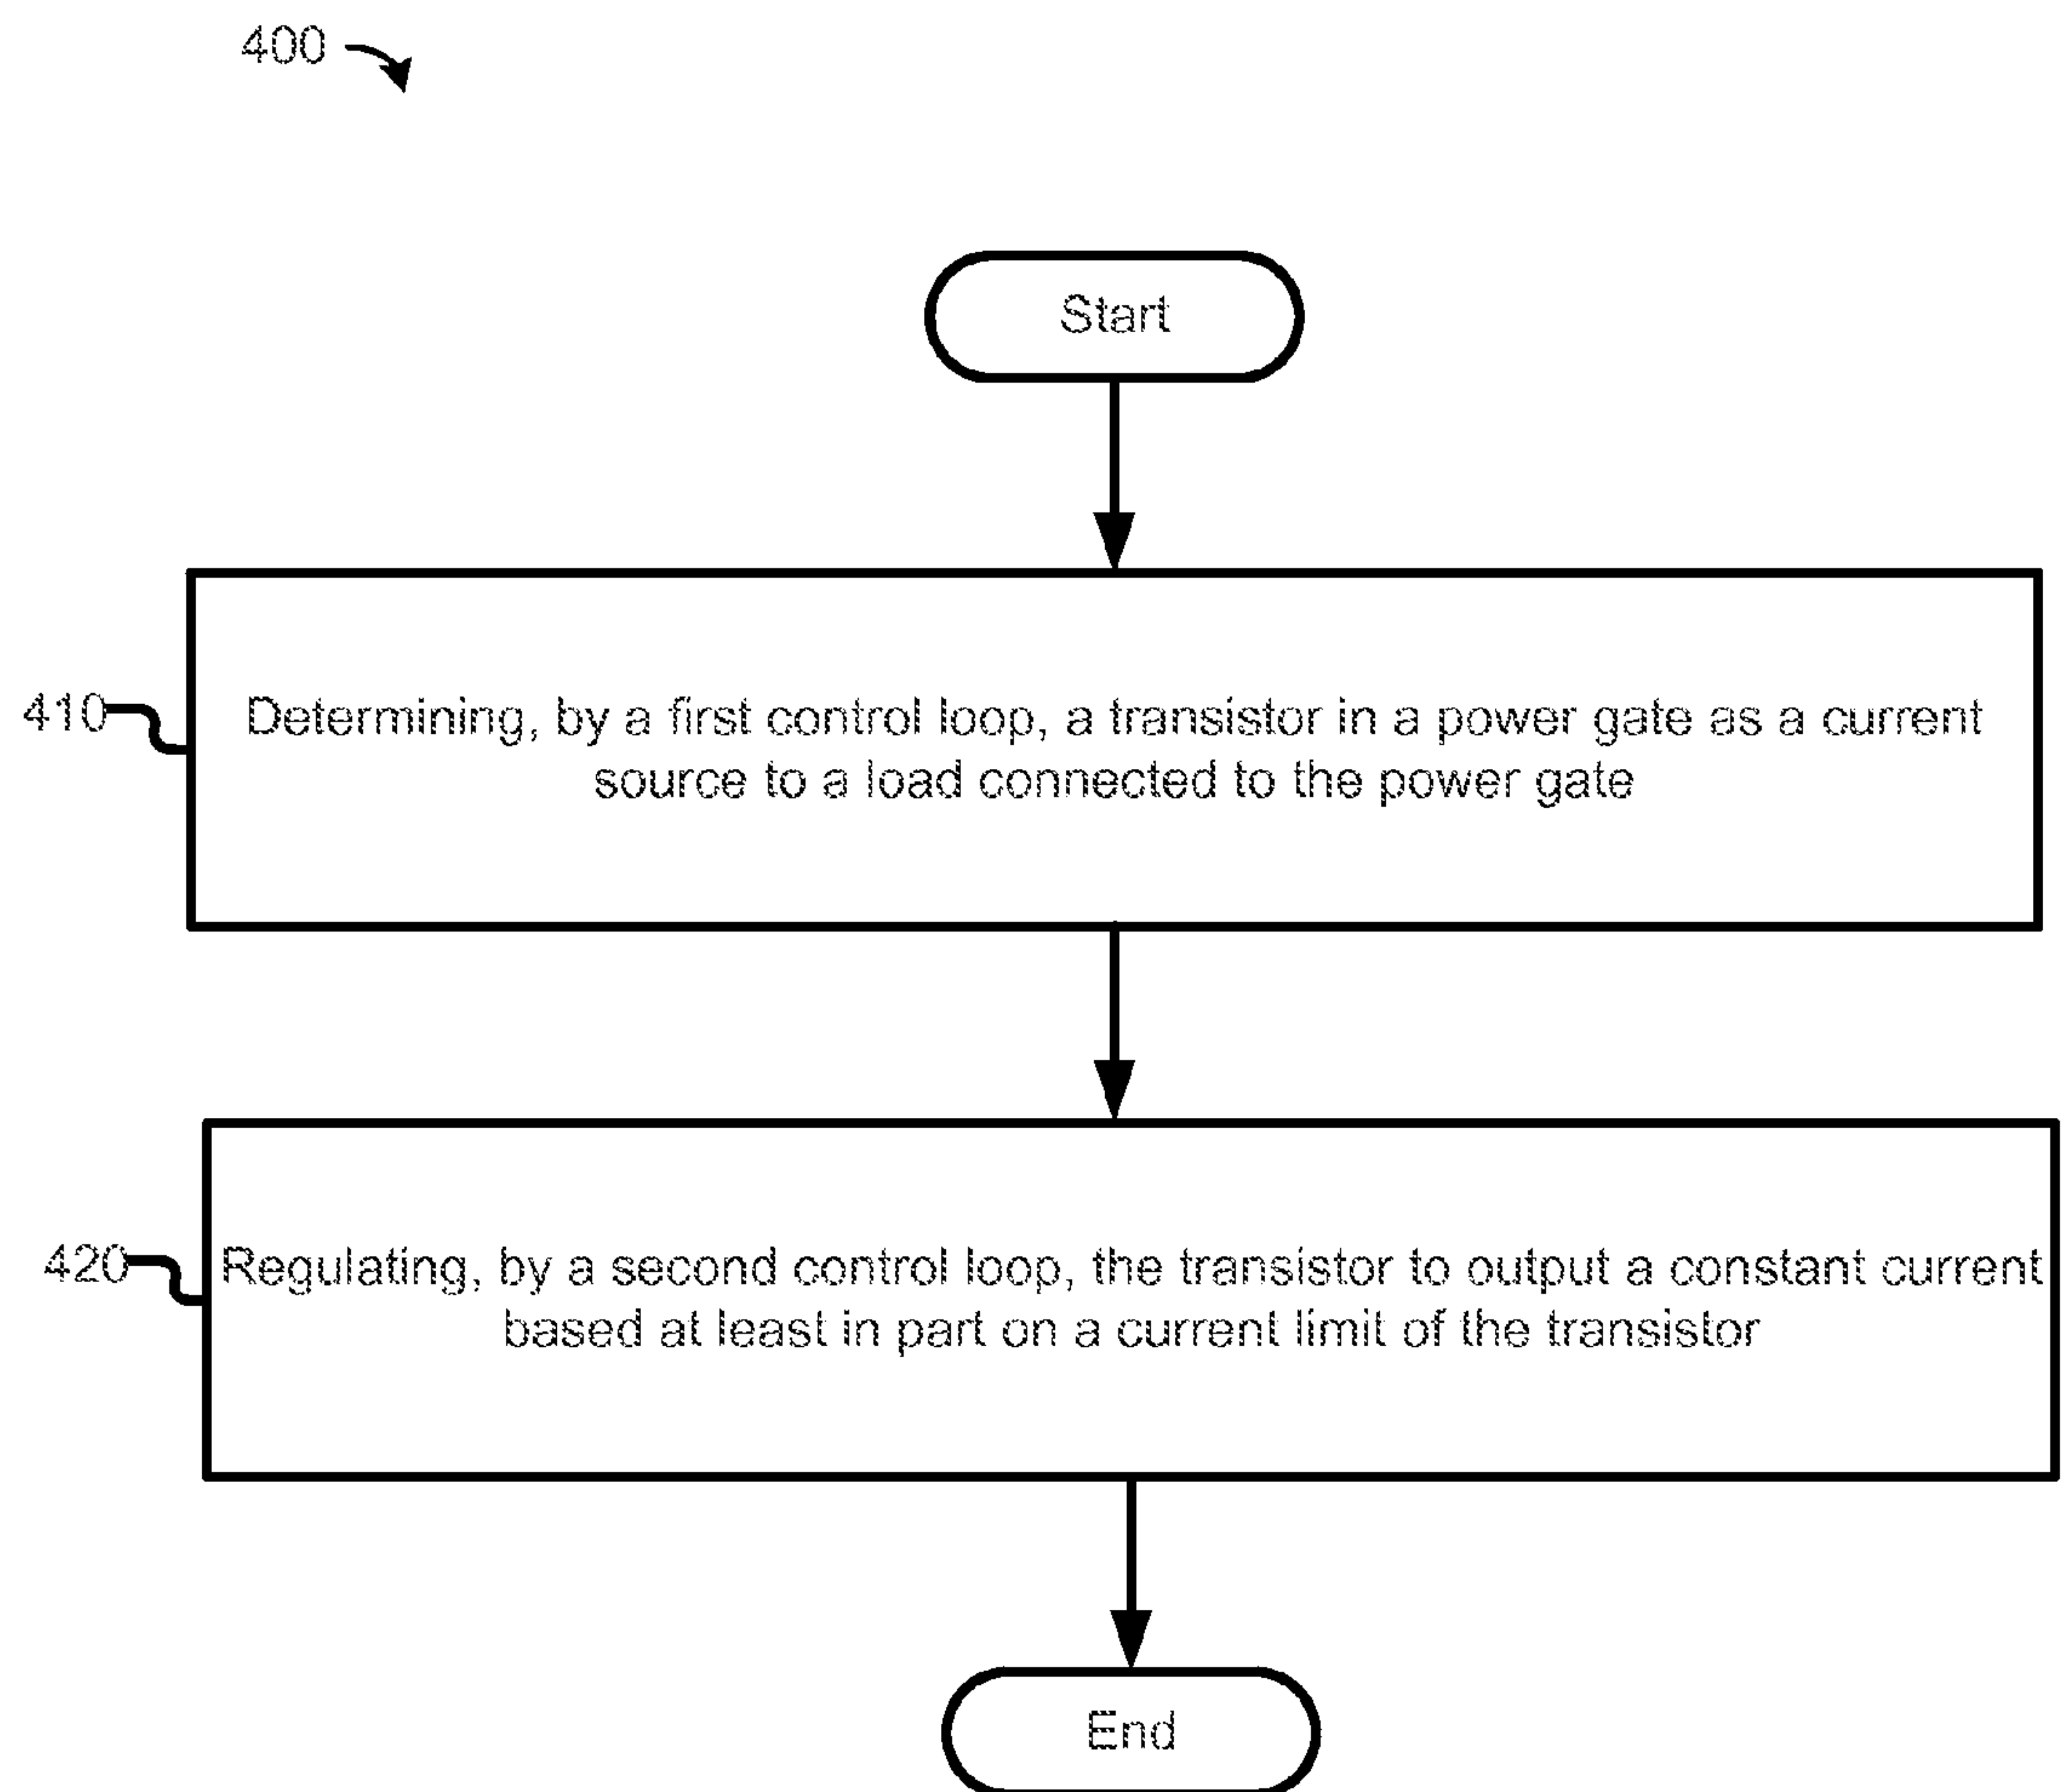 400
Start
410
Determining, by a first control loop, a transistor in a power gate as a current
source to a load connected to the power gate
420
Regulating, by a second control loop, the transistor to output a constant current
based at least in part on a current limit of the transistor
End